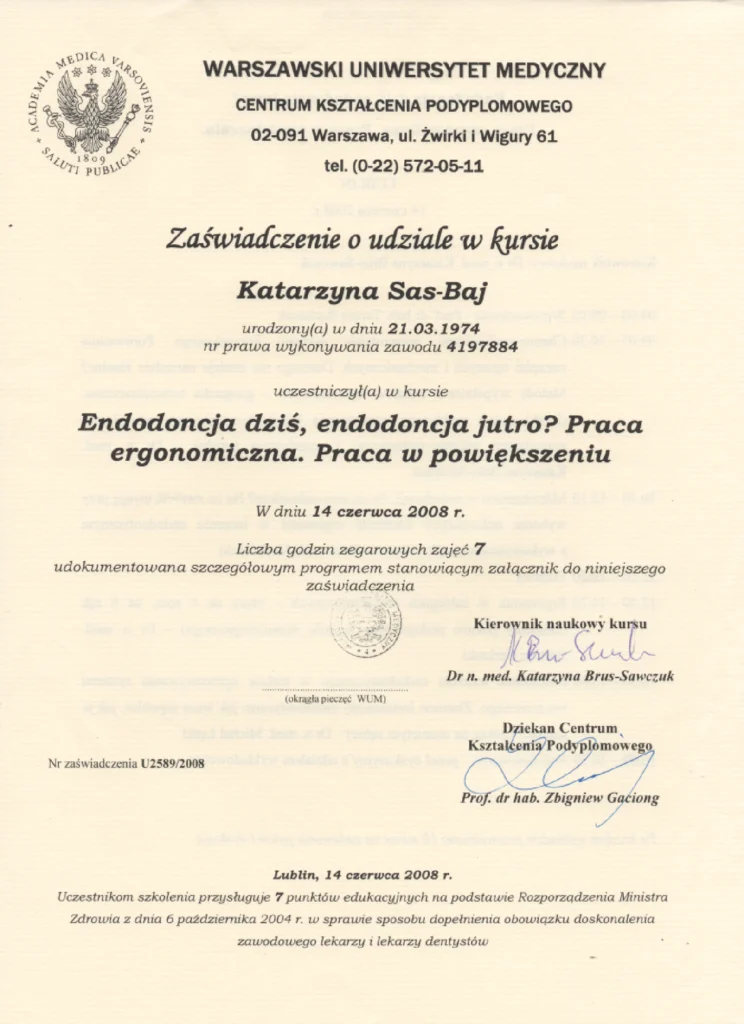 ACADEMIA MEDICA VARSOVIENSIS
SALUTI PUBLICAE
1809
WARSZAWSKI UNIWERSYTET MEDYCZNY
CENTRUM KSZTAŁCENIA PODYPLOMOWEGO
02-091 Warszawa, ul. Żwirki i Wigury 61
tel. (0-22) 572-05-11
Zaświadczenie o udziale w kursie
Katarzyna Sas-Baj
urodzony(a) w dniu 21.03.1974
nr prawa wykonywania zawodu 4197884
uczestniczył(a) w kursie
Endodoncja dziś, endodoncja jutro? Praca
ergonomiczna. Praca w powiększeniu
W dniu 14 czerwca 2008 r.
Liczba godzin zegarowych zajęć 7
udokumentowana szczegółowym programem stanowiącym załącznik do niniejszego
zaświadczenia
Kierownik naukowy kursu
Dr n. med. Katarzyna Brus-Sawczuk
(okrągła pieczęć WUM)
Dziekan Centrum
Kształcenia Podyplomowego
Nr zaświadczenia U2589/2008
Prof. dr hab. Zbigniew Gaciong
Lublin, 14 czerwca 2008 r.
Uczestnikom szkolenia przysługuje 7 punktów edukacyjnych na podstawie Rozporządzenia Ministra
Zdrowia z dnia 6 października 2004 r. w sprawie sposobu dopełnienia obowiązku doskonalenia
zawodowego lekarzy i lekarzy dentystów